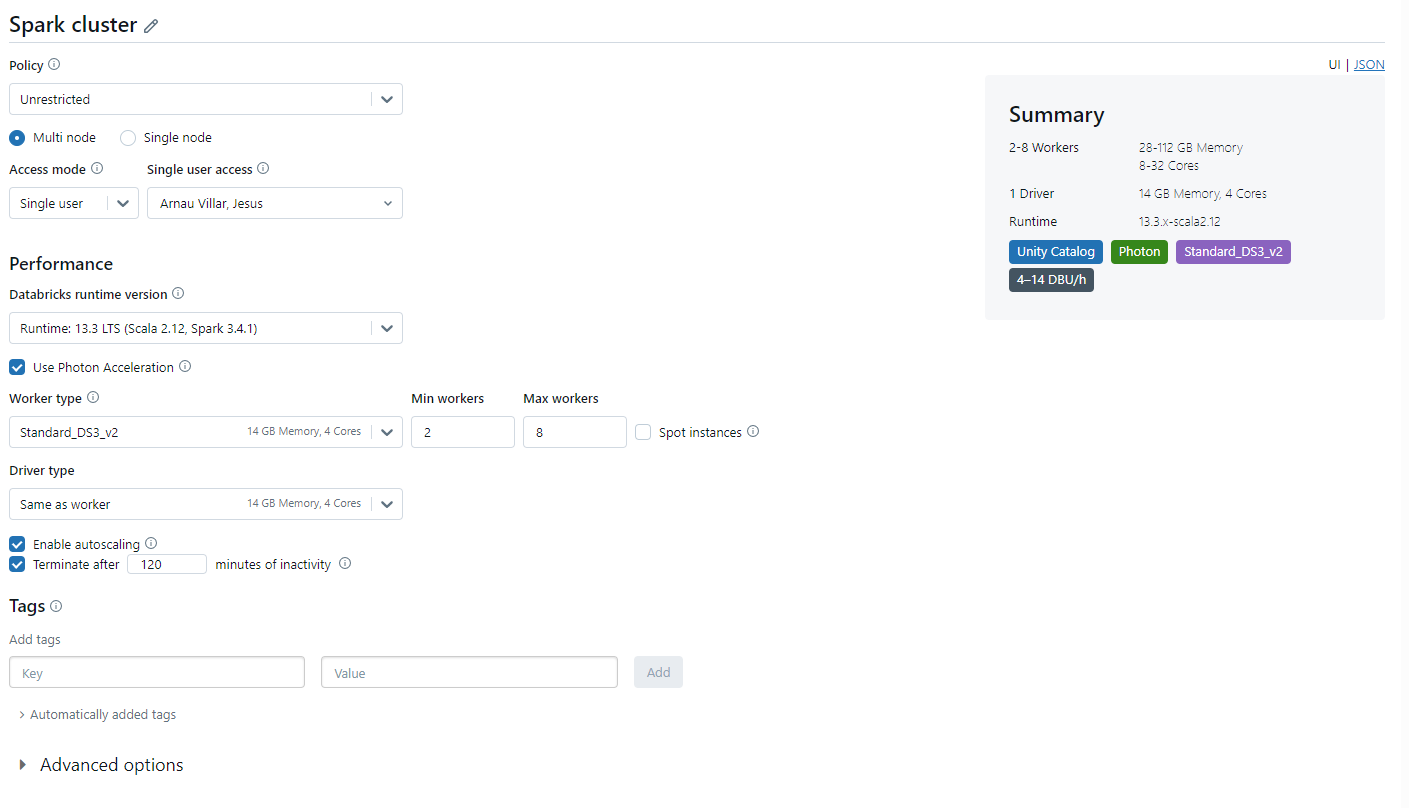 Spark cluster
Policy
UI | JSON
Unrestricted
Multi node Single node
Access mode Single user access
Single user Arnau Villar, Jesus
Summary
2-8 Workers 28-112 GB Memory
8-32 Cores
1 Driver 14 GB Memory, 4 Cores
Runtime 13.3.x-scala2.12
Unity Catalog Photon Standard_DS3_v2
4–14 DBU/h
Performance
Databricks runtime version
Runtime: 13.3 LTS (Scala 2.12, Spark 3.4.1)
Use Photon Acceleration
Worker type Min workers Max workers
Standard_DS3_v2 14 GB Memory, 4 Cores 2 8 Spot instances
Driver type
Same as worker 14 GB Memory, 4 Cores
Enable autoscaling
Terminate after 120 minutes of inactivity
Tags
Add tags
Key Value Add
Automatically added tags
Advanced options